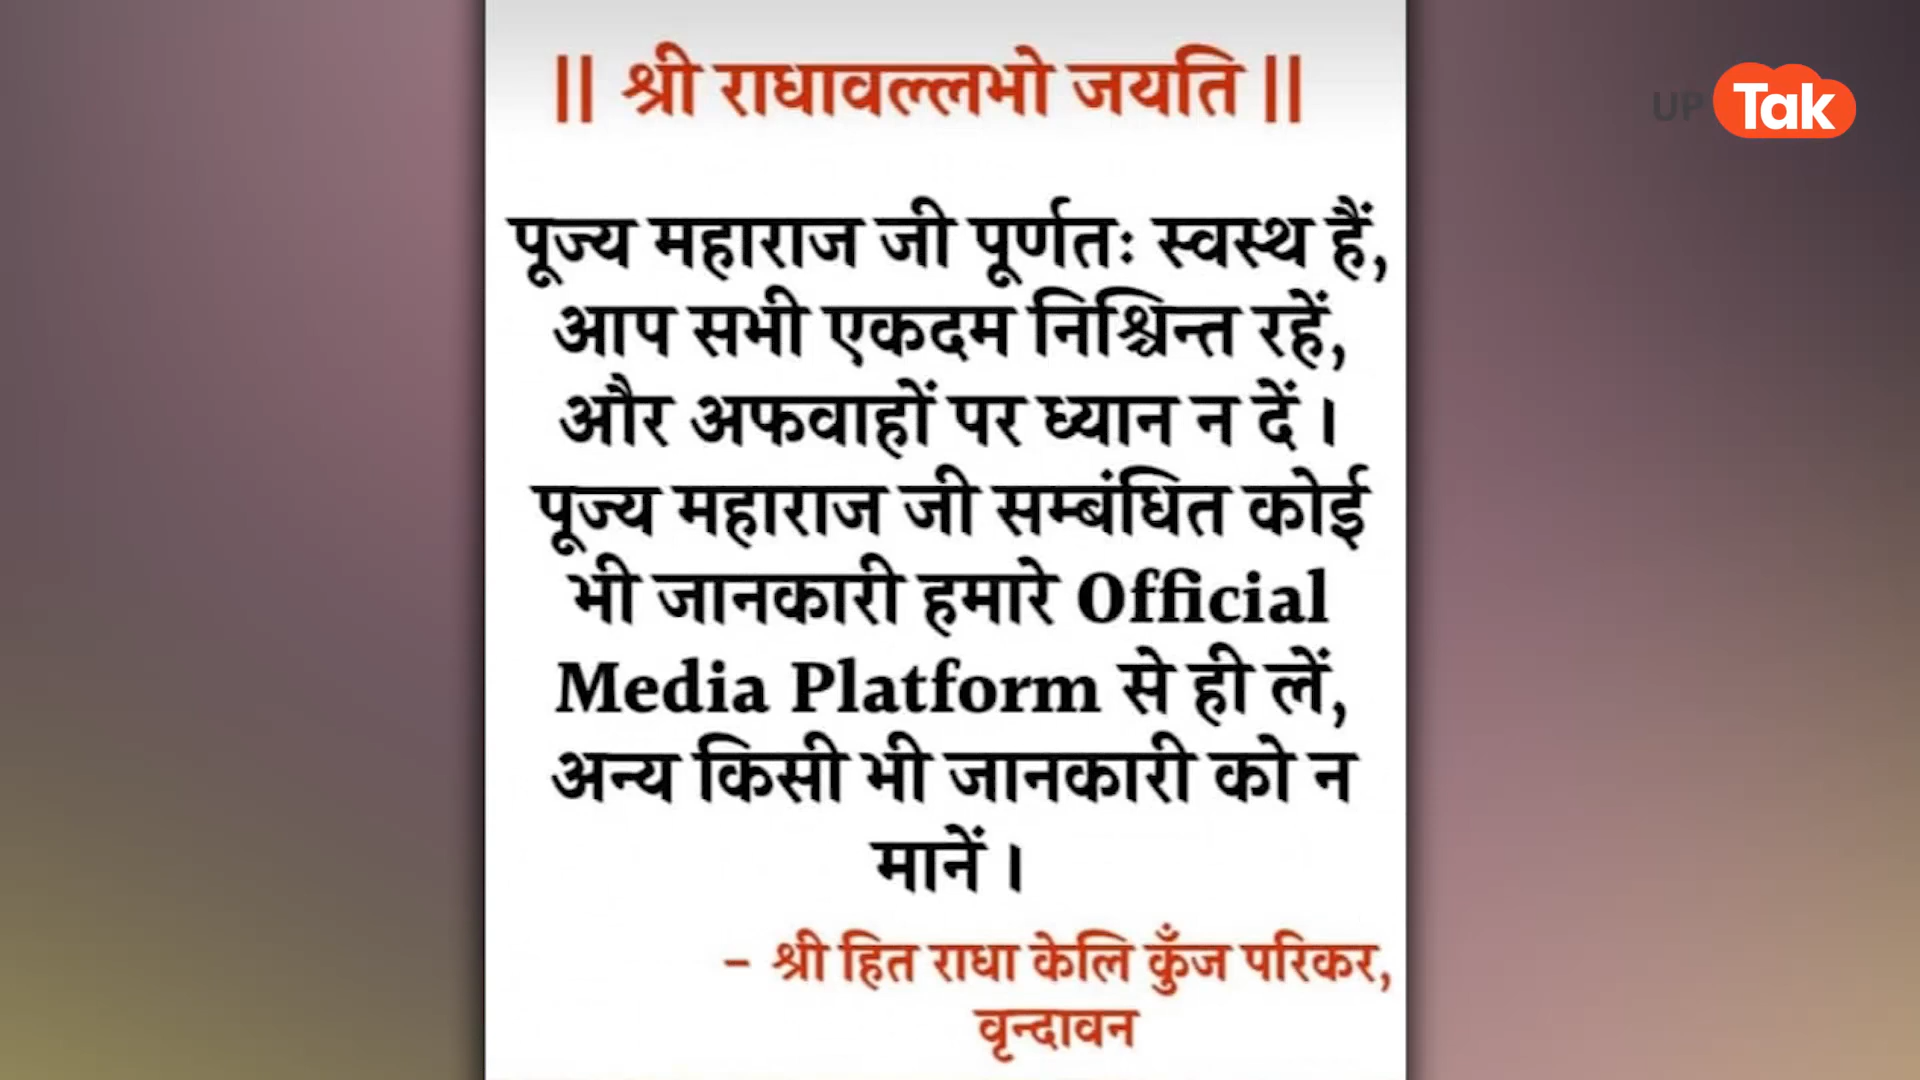 || श्री राधावल्लभो जयति ||
UP Tak
पूज्य महाराज जी पूर्णतः स्वस्थ हैं,
आप सभी एकदम निश्चिन्त रहें,
और अफवाहों पर ध्यान न दें ।
पूज्य महाराज जी सम्बंधित कोई
भी जानकारी हमारे Official
Media Platform से ही लें,
अन्य किसी भी जानकारी को न
मानें ।
- श्री हित राधा केलि कुँज परिकर,
वृन्दावन